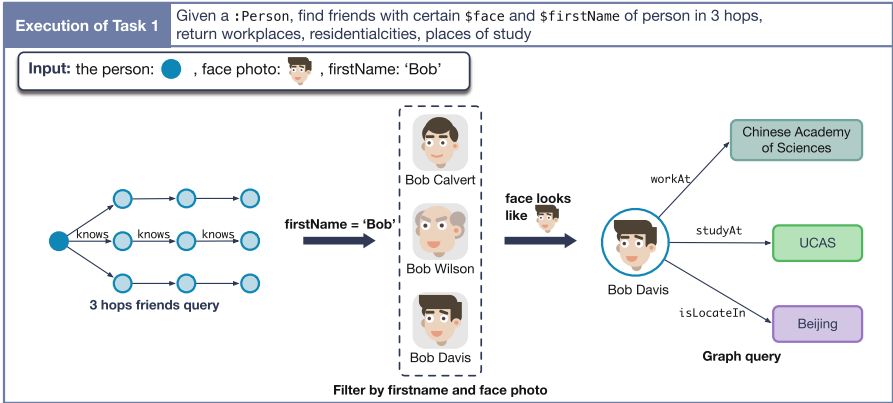 Execution of Task 1
Given a :Person, find friends with certain $face and $firstName of person in 3 hops,
return workplaces, residentialcities, places of study
Input: the person: , face photo: , firstName: ‘Bob’
knows knows knows
3 hops friends query
firstName = ‘Bob’
Bob Calvert
Bob Wilson
Bob Davis
Filter by firstname and face photo
face looks
like
Bob Davis
workAt
studyAt
isLocateIn
Chinese Academy
of Sciences
UCAS
Beijing
Graph query